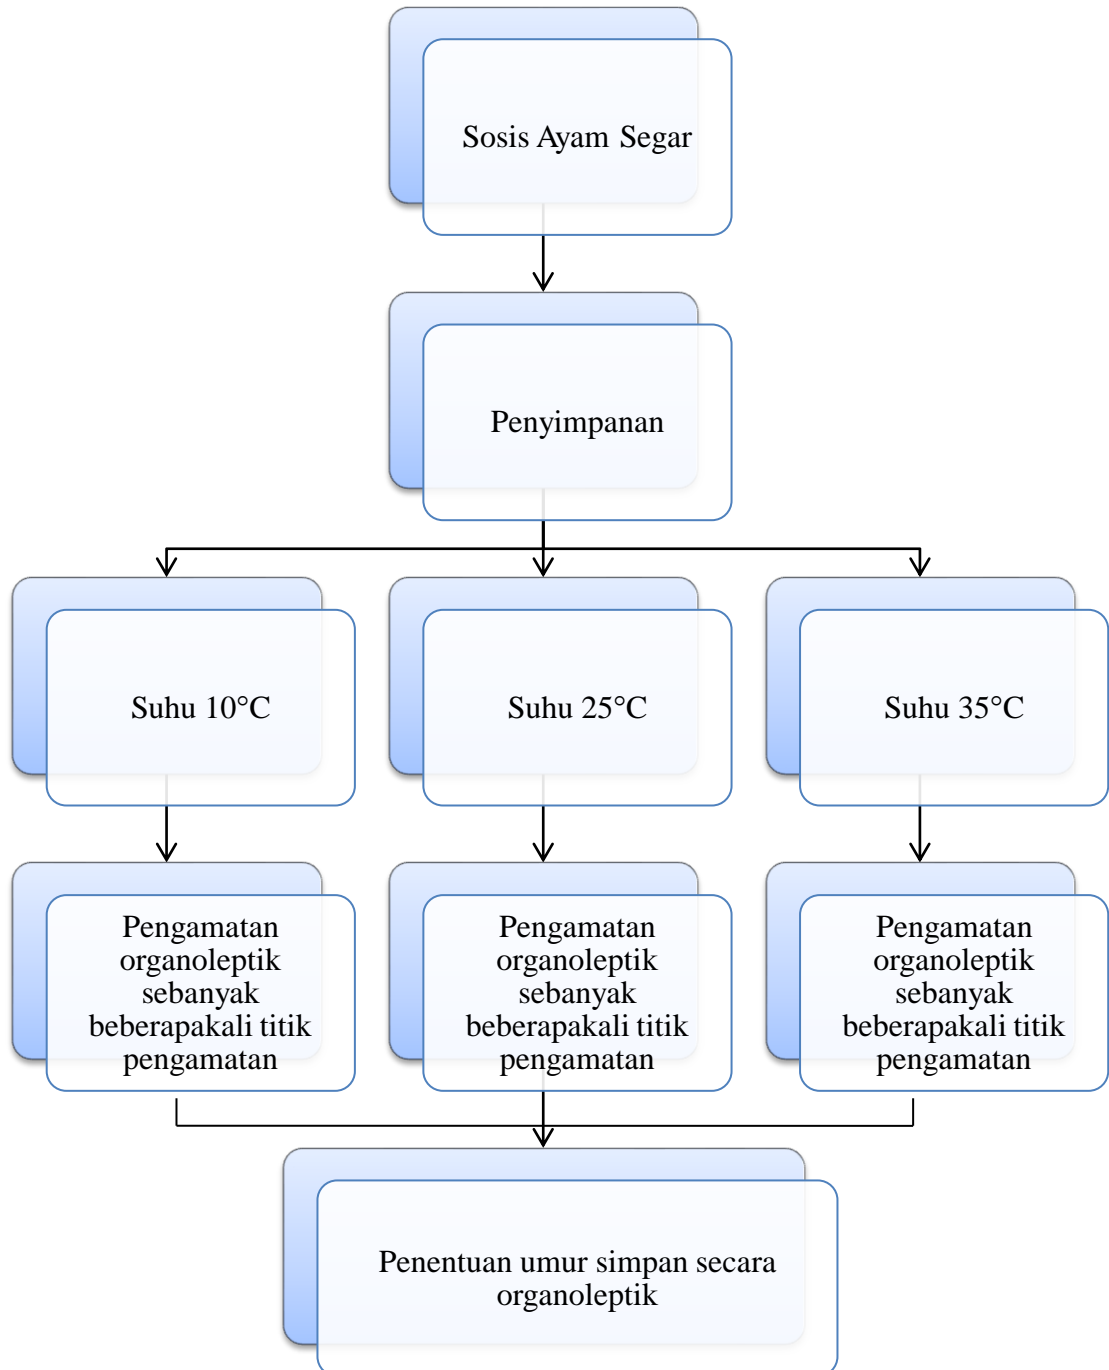 Sosis Ayam Segar
Penyimpanan
Suhu 10°C
Suhu 25°C
Suhu 35°C
Pengamatan
organoleptik
sebanyak
beberapakali titik
pengamatan
Pengamatan
organoleptik
sebanyak
beberapakali titik
pengamatan
Pengamatan
organoleptik
sebanyak
beberapakali titik
pengamatan
Penentuan umur simpan secara
organoleptik